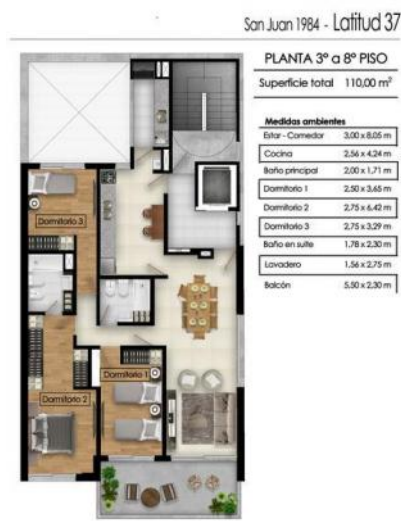 San Juan 1984 - Latitud 37
PLANTA 3º a 8º PISO
Superficie total 110,00 m²
Medidas ambientes
Estar - Comedor 3,00 x 8,05 m
Cocina 2,56 x 4,24 m
Baño principal 2,00 x 1,71 m
Dormitorio 1 2,50 x 3,65 m
Dormitorio 2 2,75 x 6,42 m
Dormitorio 3 2,75 x 3,29 m
Baño en suite 1,78 x 2,30 m
Lavadero 1,56 x 2,75 m
Balcón 5,50 x 2,30 m
Dormitorio 3
Dormitorio 1
Dormitorio 2